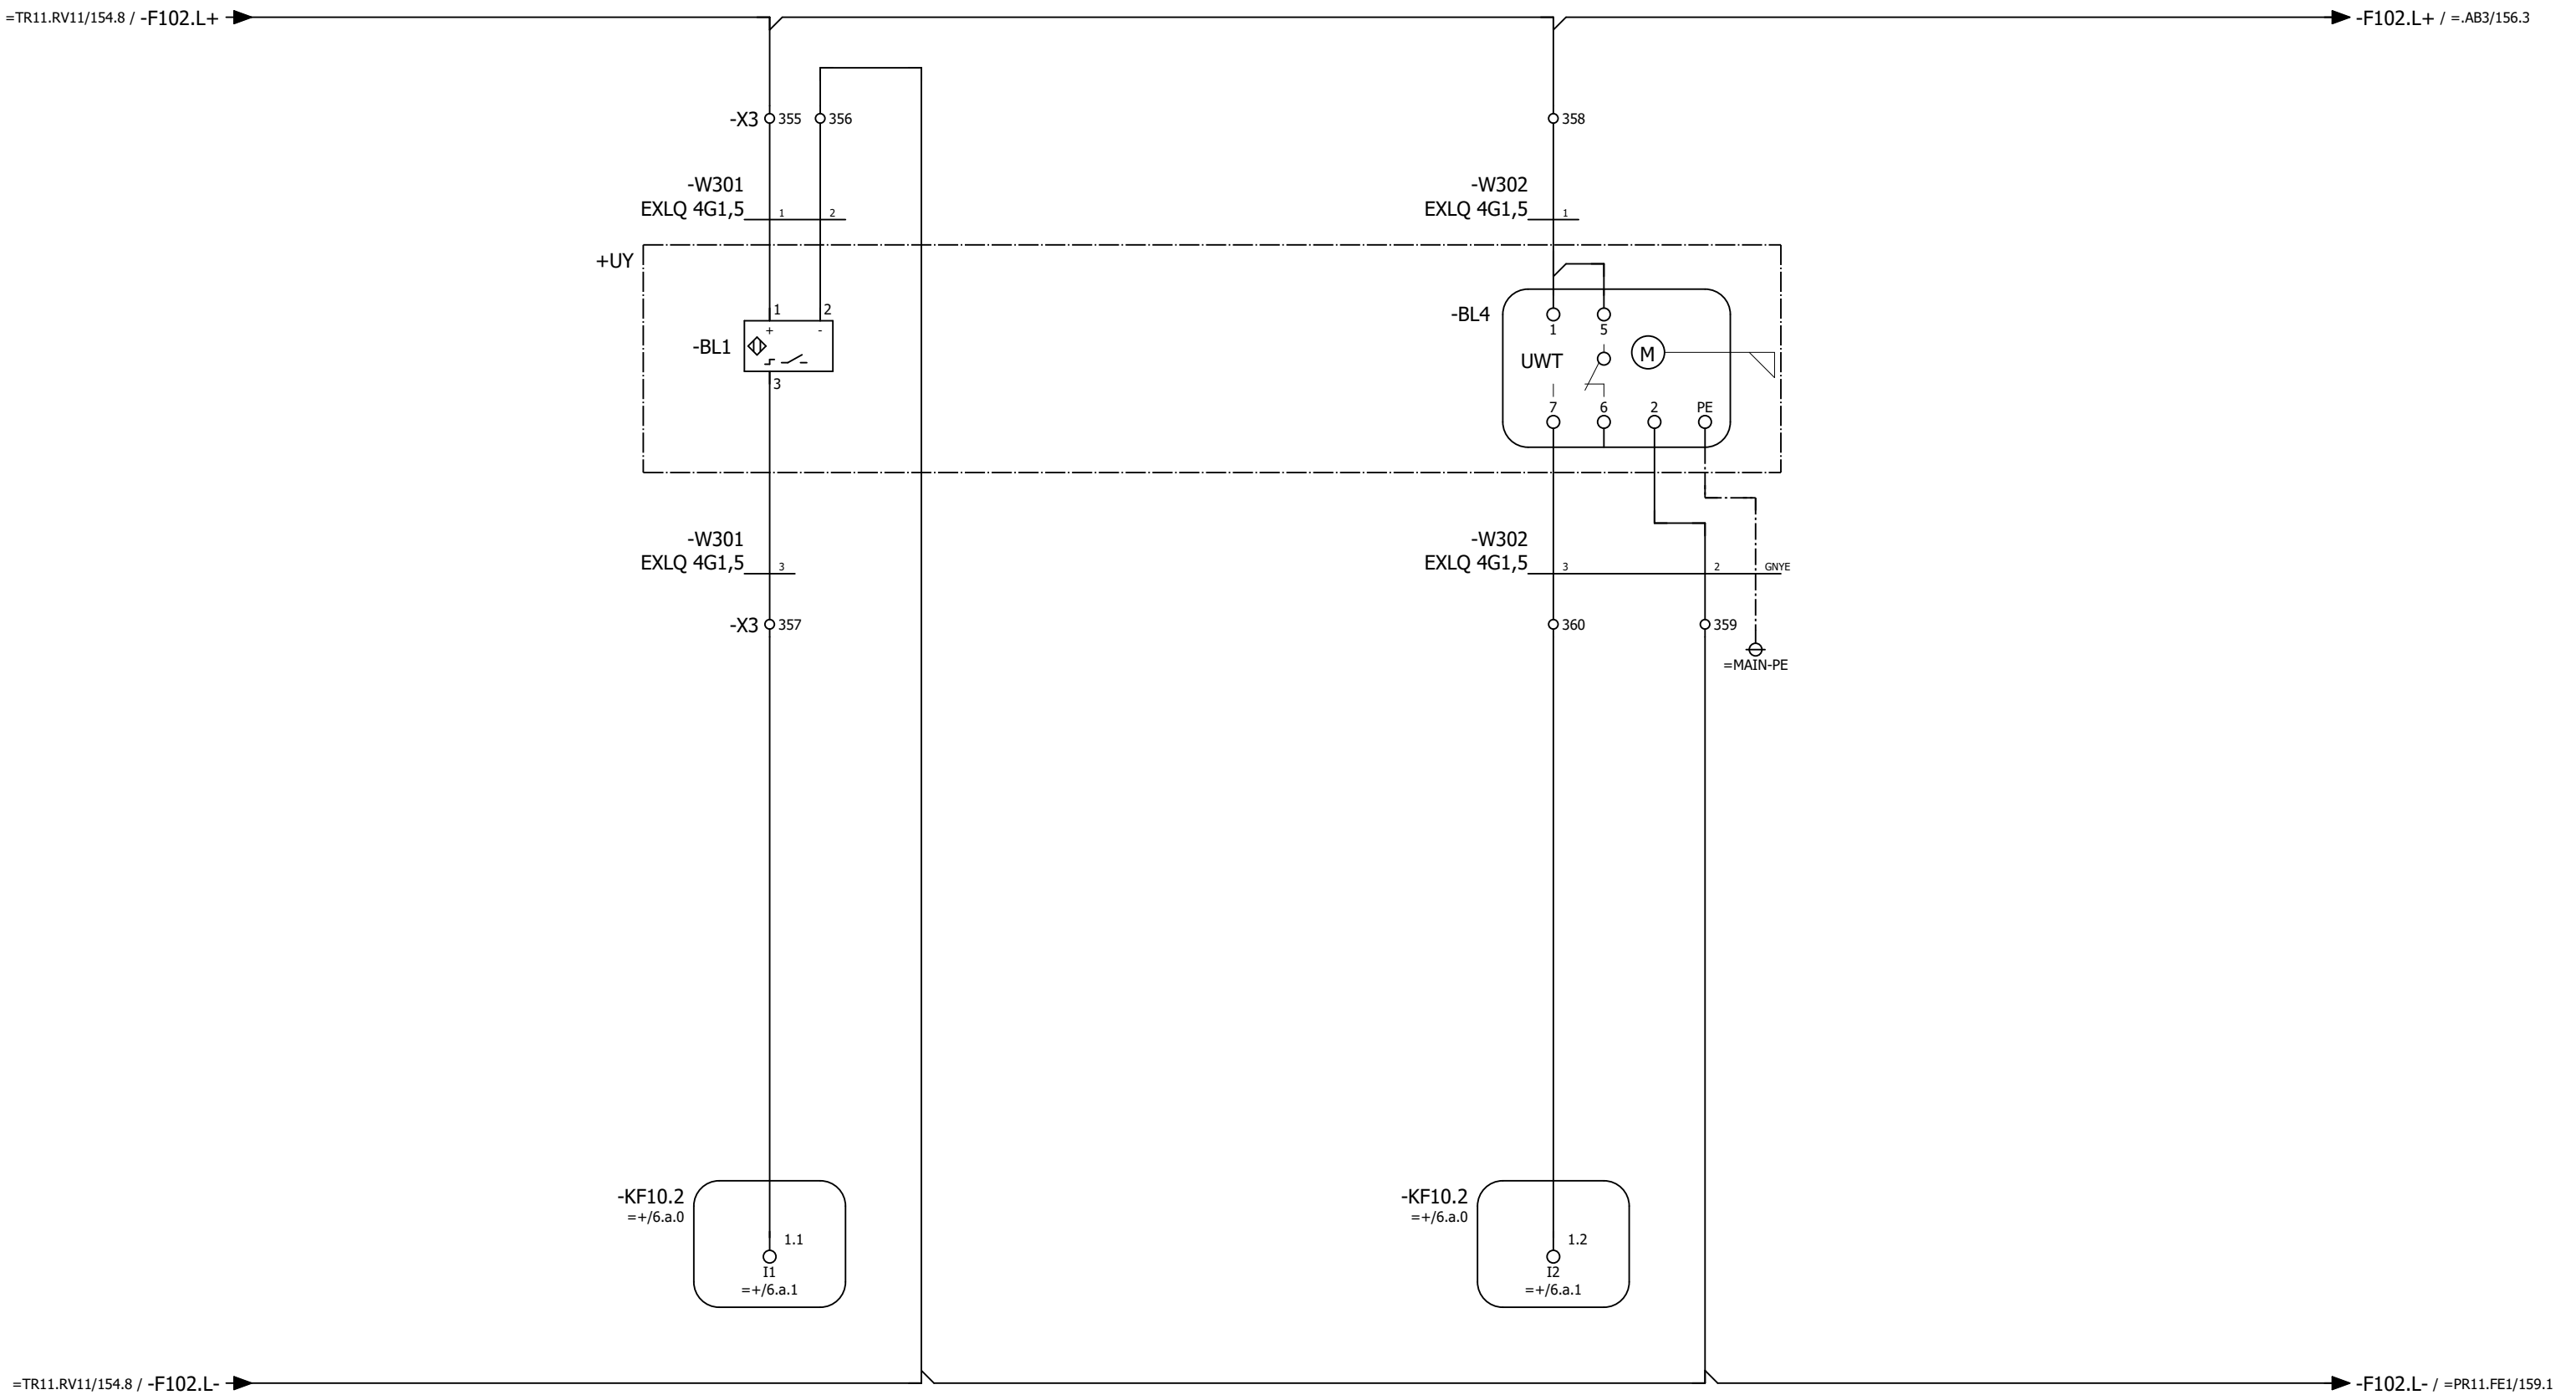 =TR11.RV11/154.8 / -F102.L+
-F102.L+ / =.AB3/156.3
-X3 355 356
358
-W301
EXLQ 4G1,5 1 2
-W302
EXLQ 4G1,5 1
+UY
1 2
+ -
-BL1
3
-BL4
1 5
UWT
M
7 6 2 PE
-W301
EXLQ 4G1,5 3
-W302
EXLQ 4G1,5 3 2 GNYE
-X3 357
360 359
=MAIN-PE
-KF10.2
=+/6.a.0
1.1
I1
=+/6.a.1
-KF10.2
=+/6.a.0
1.2
I2
=+/6.a.1
=TR11.RV11/154.8 / -F102.L-
-F102.L- / =PR11.FE1/159.1